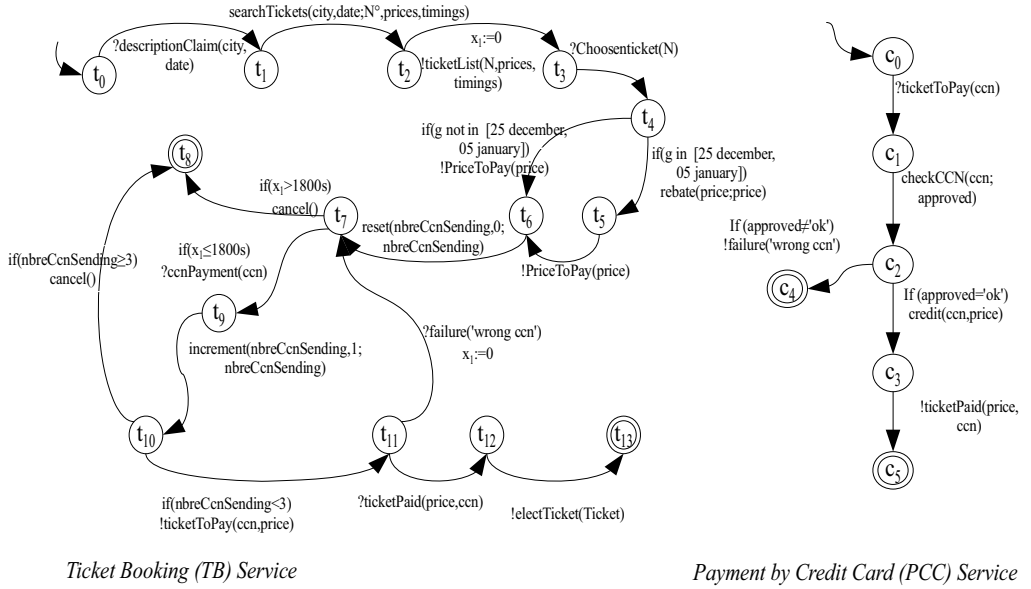 searchTickets(city,date;N°,prices,timings)
?descriptionClaim(city,
date)
t0
t1
t2
x1:=0
!ticketList(N,prices,
timings)
t3
?Choosenticket(N)
t4
if(g not in [25 december,
05 january])
!PriceToPay(price)
if(g in [25 december,
05 january])
rebate(price;price)
t8
if(x1>1800s)
cancel()
t7
reset(nbreCcnSending,0;
nbreCcnSending)
t6
t5
!PriceToPay(price)
if(x1≤1800s)
?ccnPayment(ccn)
if(nbreCcnSending≥3)
cancel()
t9
increment(nbreCcnSending,1;
nbreCcnSending)
?failure('wrong ccn')
x1:=0
t10
t11
t12
t13
if(nbreCcnSending<3)
!ticketToPay(ccn,price)
?ticketPaid(price,ccn)
!electTicket(Ticket)
Ticket Booking (TB) Service
c0
?ticketToPay(ccn)
c1
checkCCN(ccn;
approved)
If (approved≠'ok')
!failure('wrong ccn')
c2
c4
If (approved='ok')
credit(ccn,price)
c3
!ticketPaid(price,
ccn)
c5
Payment by Credit Card (PCC) Service